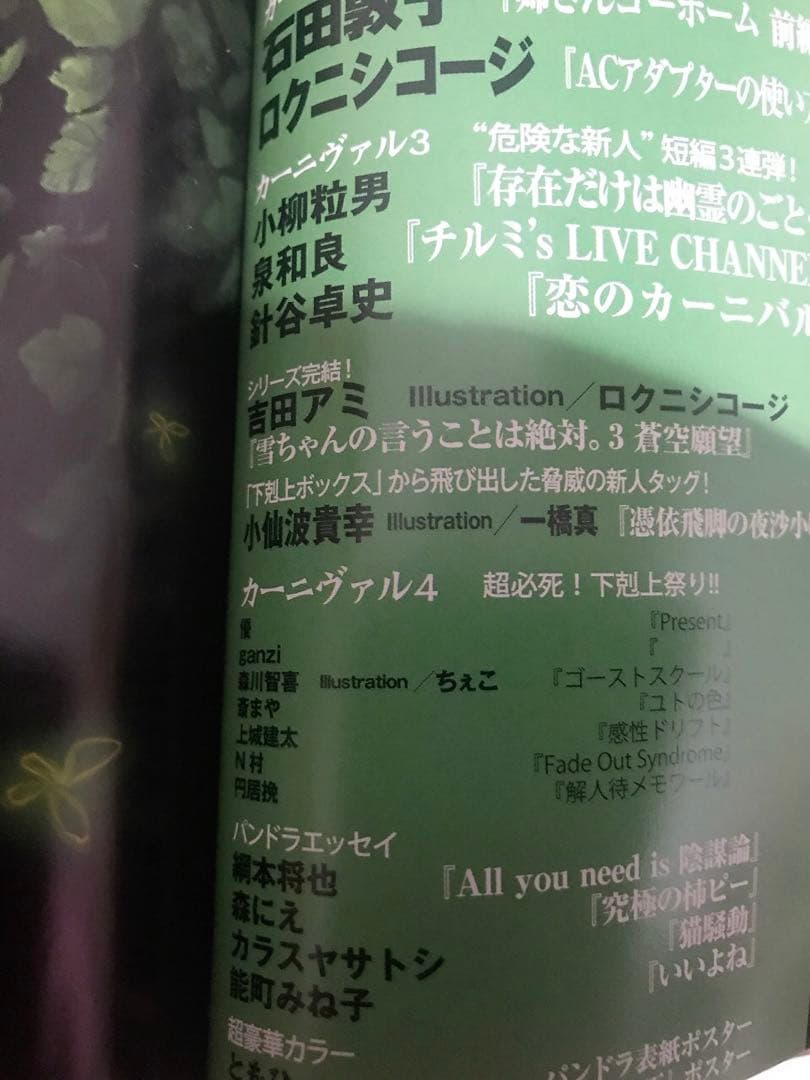 石田敦子 『姉さんゴーホーム 前
ロクニシコージ 『ACアダプターの使い
カーニヴァル3 “危険な新人”短編3連弾!
小柳粒男 『存在だけは幽霊のごと
泉和良 『チルミ's LIVE CHANNE
針谷卓史 『恋のカーニバル
シリーズ完結!
吉田アミ Illustration/ロクニシコージ
『雪ちゃんの言うことは絶対。3 蒼空願望』
「下剋上ボックス」から飛び出した脅威の新人タッグ!
小仙波貴幸 Illustration/一橋真 『憑依飛脚の夜沙小
カーニヴァル4 超必死!下剋上祭り!!
優 『Present』
ganzi 『 』
森川智喜 Illustration/ちぇこ 『ゴーストスクール』
斎まや 『ユトの色』
上城建太 『感性ドリフト』
N村 『Fade Out Syndrome』
円居挽 『解人待メモワール』
パンドラエッセイ
綱本将也 『All you need is 陰謀論』
森にえ 『究極の柿ピー』
カラスヤサトシ 『猫騒動』
能町みね子 『いいよね』
超豪華カラー
ともひ パンドラ表紙ポスター